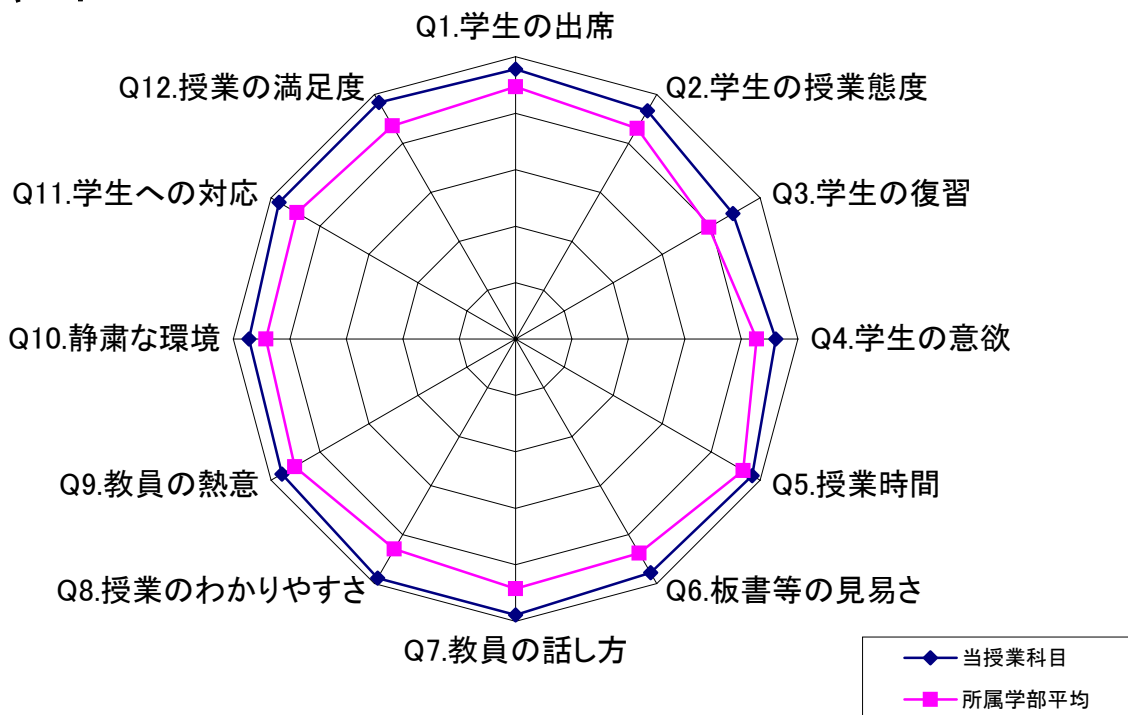 Q1.学生の出席
Q2.学生の授業態度
Q3.学生の復習
Q4.学生の意欲
Q5.授業時間
Q6.板書等の見易さ
Q7.教員の話し方
Q8.授業のわかりやすさ
Q9.教員の熱意
Q10.静粛な環境
Q11.学生への対応
Q12.授業の満足度
当授業科目
所属学部平均